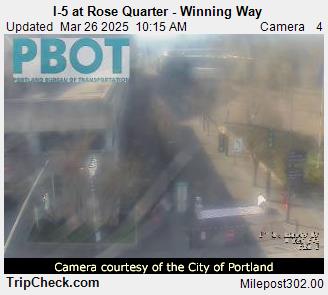 I-5 at Rose Quarter - Winning Way
Updated Mar 26 2025 10:15 AM Camera 4
PBOT
PORTLAND BUREAU OF TRANSPORTATION
Camera courtesy of the City of Portland
TripCheck.com Milepost302.00